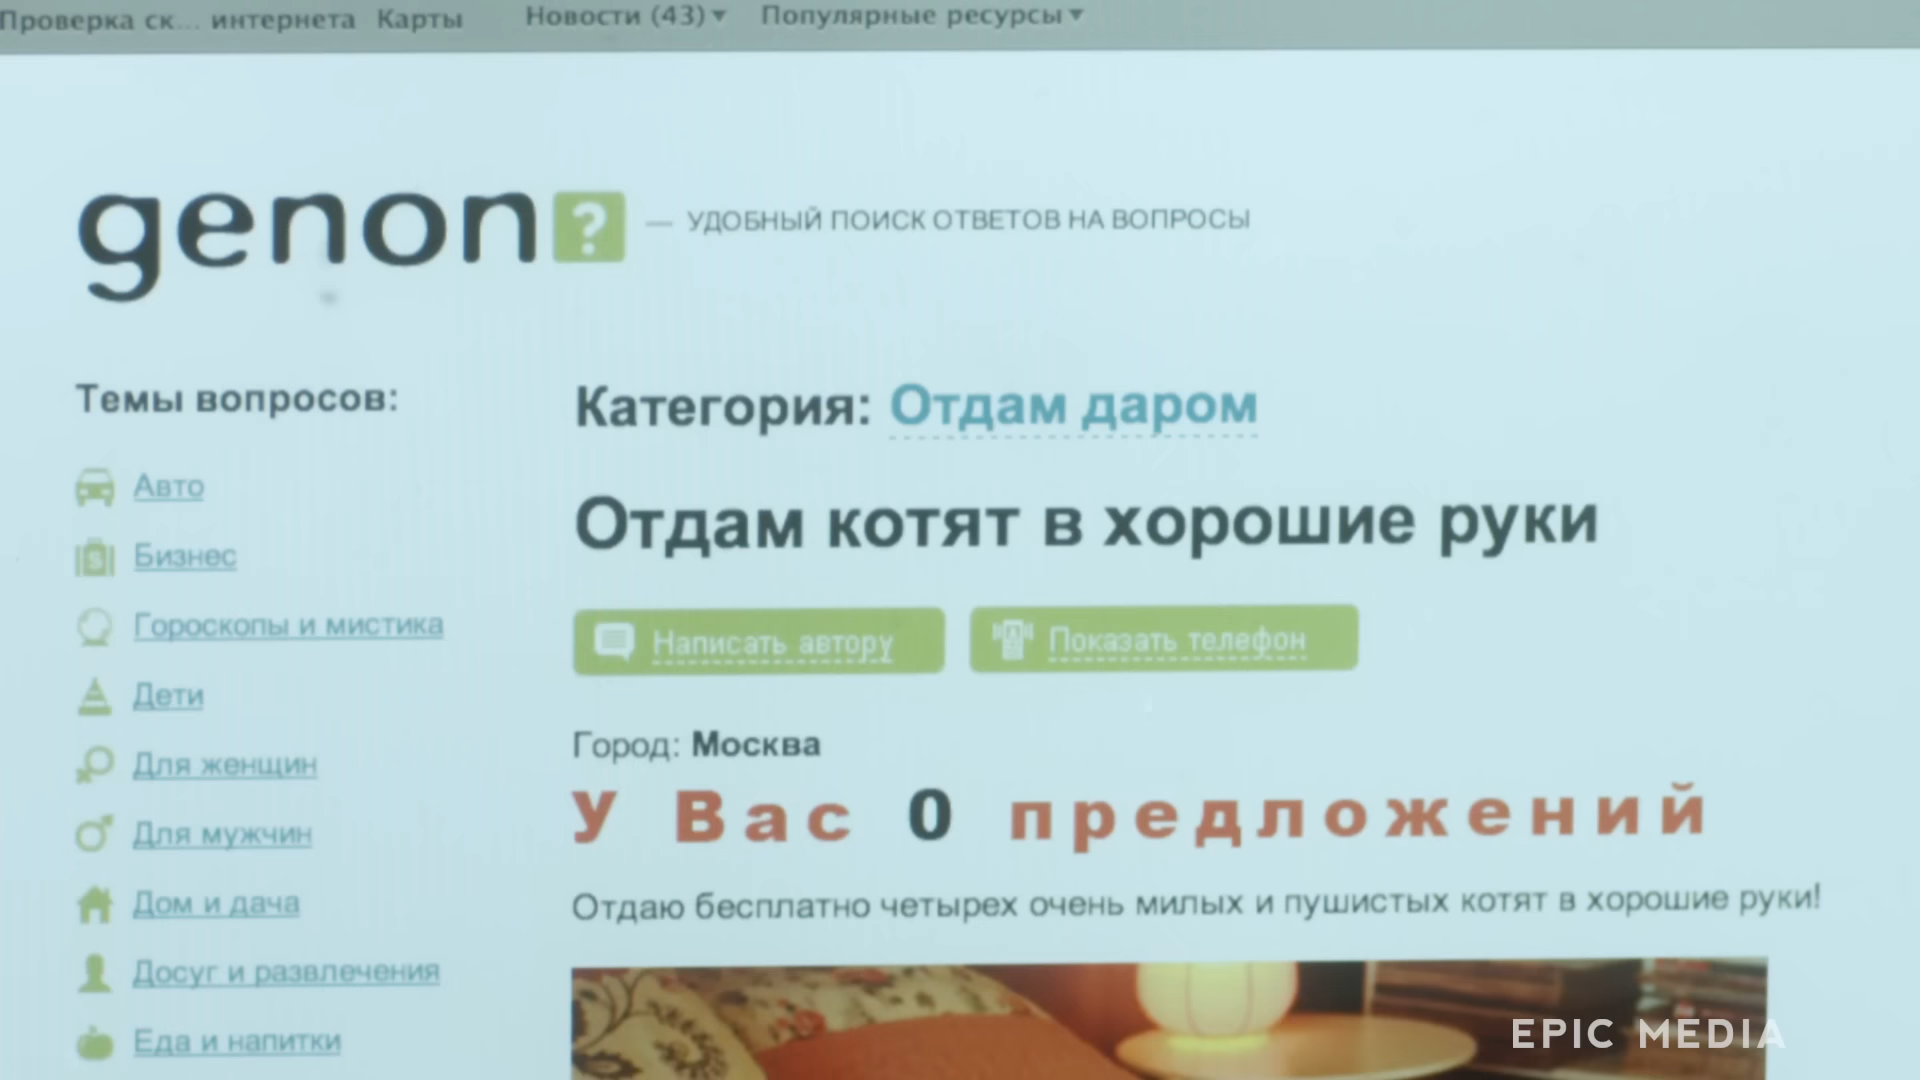 Проверка ск... интернета Карты Новости (43) Популярные ресурсы
genon? — УДОБНЫЙ ПОИСК ОТВЕТОВ НА ВОПРОСЫ
Темы вопросов:
Авто
Бизнес
Гороскопы и мистика
Дети
Для женщин
Для мужчин
Дом и дача
Досуг и развлечения
Еда и напитки
Категория: Отдам даром
Отдам котят в хорошие руки
Написать автору Показать телефон
Город: Москва
У Вас 0 предложений
Отдаю бесплатно четырех очень милых и пушистых котят в хорошие руки!
EPIC MEDIA